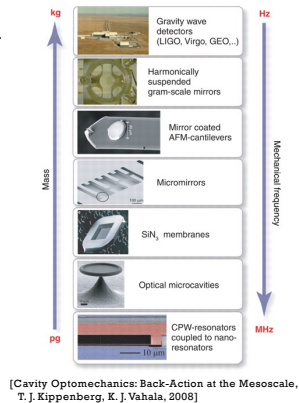 kg
Hz
Gravity wave
detectors
(LIGO, Virgo, GEO,..)
Harmonically
suspended
gram-scale mirrors
Mirror coated
AFM-cantilevers
Mass
Mechanical frequency
Micromirrors
100 μm
SiN3 membranes
Optical microcavities
CPW-resonators
coupled to nano-
resonators
10 μm
pg
MHz
[Cavity Optomechanics: Back-Action at the Mesoscale,
T. J. Kippenberg, K. J. Vahala, 2008]